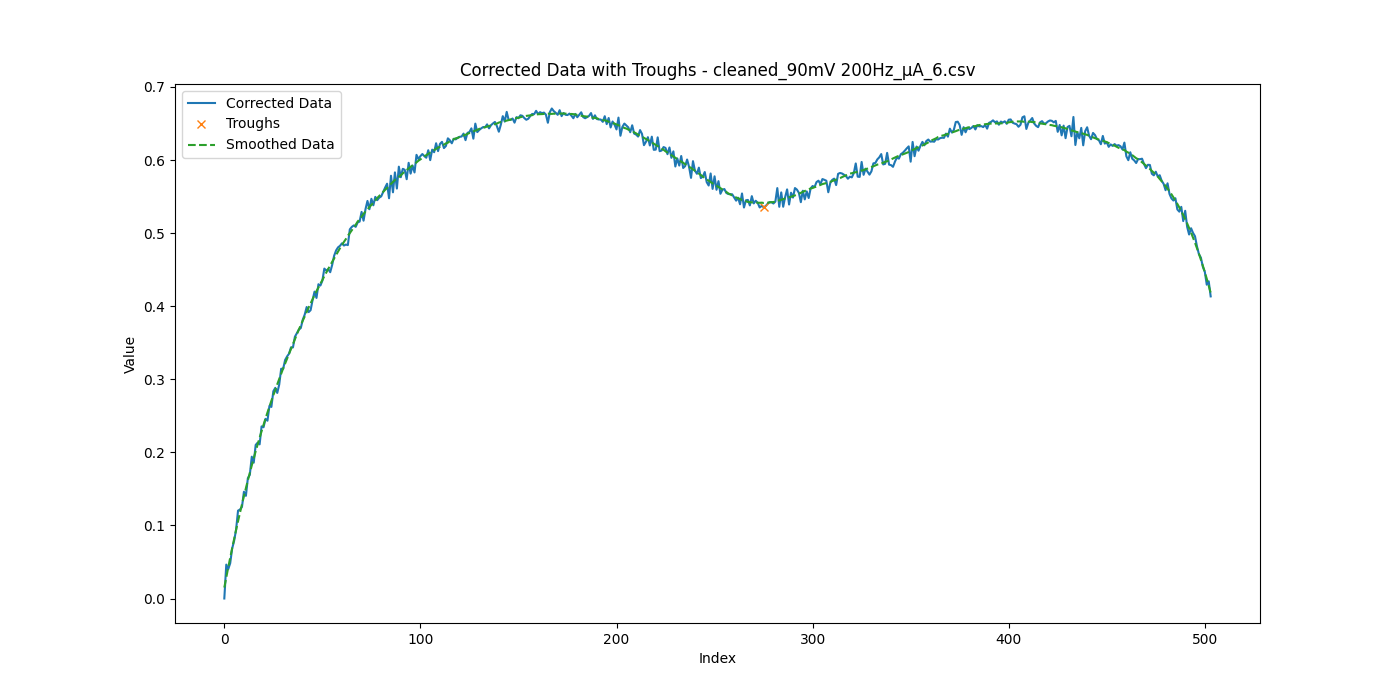 Corrected Data with Troughs - cleaned_90mV 200Hz_μA_6.csv
Corrected Data
Troughs
Smoothed Data
0.7
0.6
0.5
0.4
0.3
0.2
0.1
0.0
Value
0 100 200 300 400 500
Index